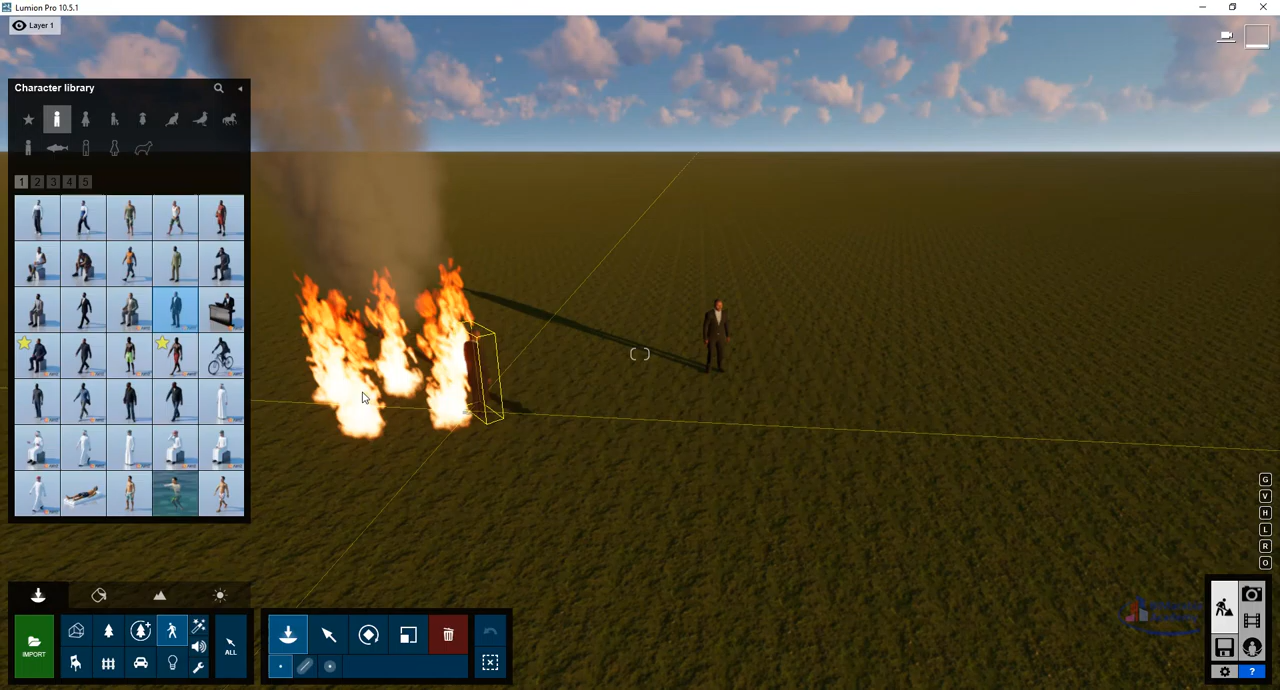 Lumion Pro 10.5.1
Layer 1
Character library
1 2 3 4 5
G
V
H
L
R
O
IMPORT
ALL
?